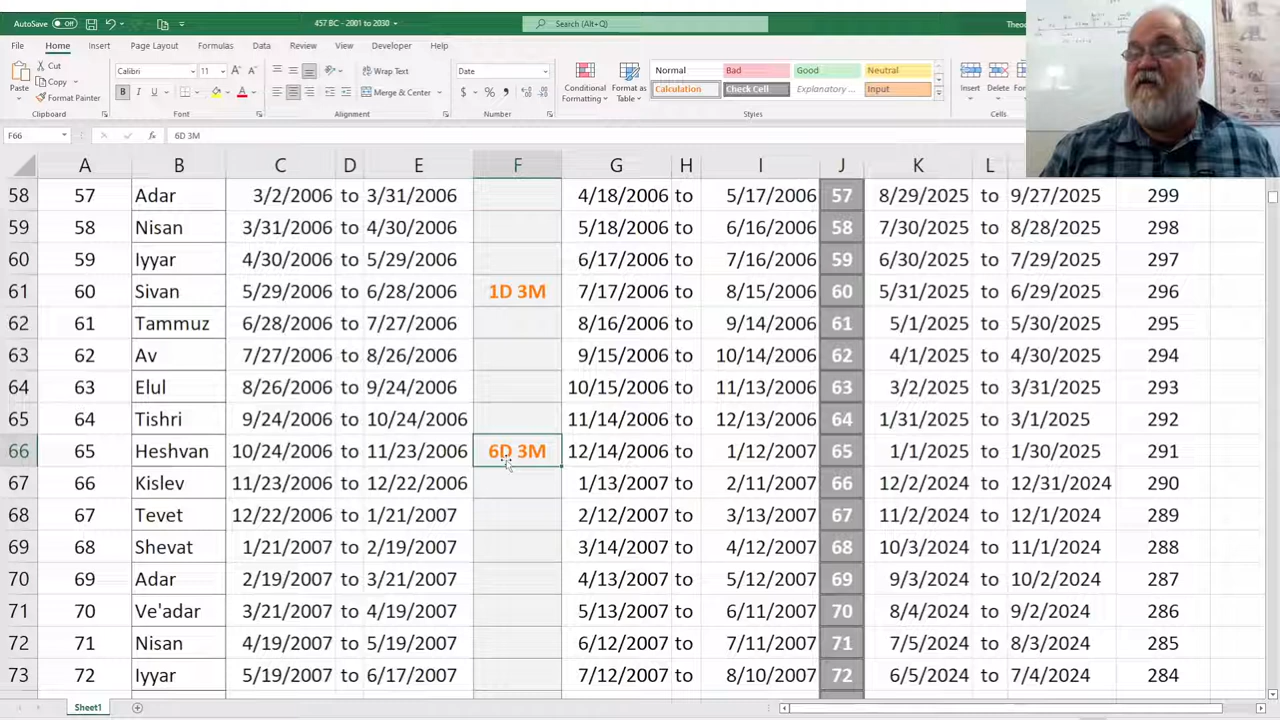 AutoSave Off 457 BC - 2001 to 2030 Search (Alt+Q)
File Home Insert Page Layout Formulas Data Review View Developer Help
Paste Cut Copy Format Painter Calibri 11 B I U Wrap Text Merge & Center Date $ % Conditional Formatting Format as Table Normal Bad Good Neutral Calculation Check Cell Explanatory ... Input Insert Delete
Clipboard Font Alignment Number Styles Cells
F66 fx 6D 3M
A B C D E F G H I J K L
58 57 Adar 3/2/2006 to 3/31/2006 4/18/2006 to 5/17/2006 57 8/29/2025 to 9/27/2025 299
59 58 Nisan 3/31/2006 to 4/30/2006 5/18/2006 to 6/16/2006 58 7/30/2025 to 8/28/2025 298
60 59 Iyyar 4/30/2006 to 5/29/2006 6/17/2006 to 7/16/2006 59 6/30/2025 to 7/29/2025 297
61 60 Sivan 5/29/2006 to 6/28/2006 1D 3M 7/17/2006 to 8/15/2006 60 5/31/2025 to 6/29/2025 296
62 61 Tammuz 6/28/2006 to 7/27/2006 8/16/2006 to 9/14/2006 61 5/1/2025 to 5/30/2025 295
63 62 Av 7/27/2006 to 8/26/2006 9/15/2006 to 10/14/2006 62 4/1/2025 to 4/30/2025 294
64 63 Elul 8/26/2006 to 9/24/2006 10/15/2006 to 11/13/2006 63 3/2/2025 to 3/31/2025 293
65 64 Tishri 9/24/2006 to 10/24/2006 11/14/2006 to 12/13/2006 64 1/31/2025 to 3/1/2025 292
66 65 Heshvan 10/24/2006 to 11/23/2006 6D 3M 12/14/2006 to 1/12/2007 65 1/1/2025 to 1/30/2025 291
67 66 Kislev 11/23/2006 to 12/22/2006 1/13/2007 to 2/11/2007 66 12/2/2024 to 12/31/2024 290
68 67 Tevet 12/22/2006 to 1/21/2007 2/12/2007 to 3/13/2007 67 11/2/2024 to 12/1/2024 289
69 68 Shevat 1/21/2007 to 2/19/2007 3/14/2007 to 4/12/2007 68 10/3/2024 to 11/1/2024 288
70 69 Adar 2/19/2007 to 3/21/2007 4/13/2007 to 5/12/2007 69 9/3/2024 to 10/2/2024 287
71 70 Ve'adar 3/21/2007 to 4/19/2007 5/13/2007 to 6/11/2007 70 8/4/2024 to 9/2/2024 286
72 71 Nisan 4/19/2007 to 5/19/2007 6/12/2007 to 7/11/2007 71 7/5/2024 to 8/3/2024 285
73 72 Iyyar 5/19/2007 to 6/17/2007 7/12/2007 to 8/10/2007 72 6/5/2024 to 7/4/2024 284
Sheet1